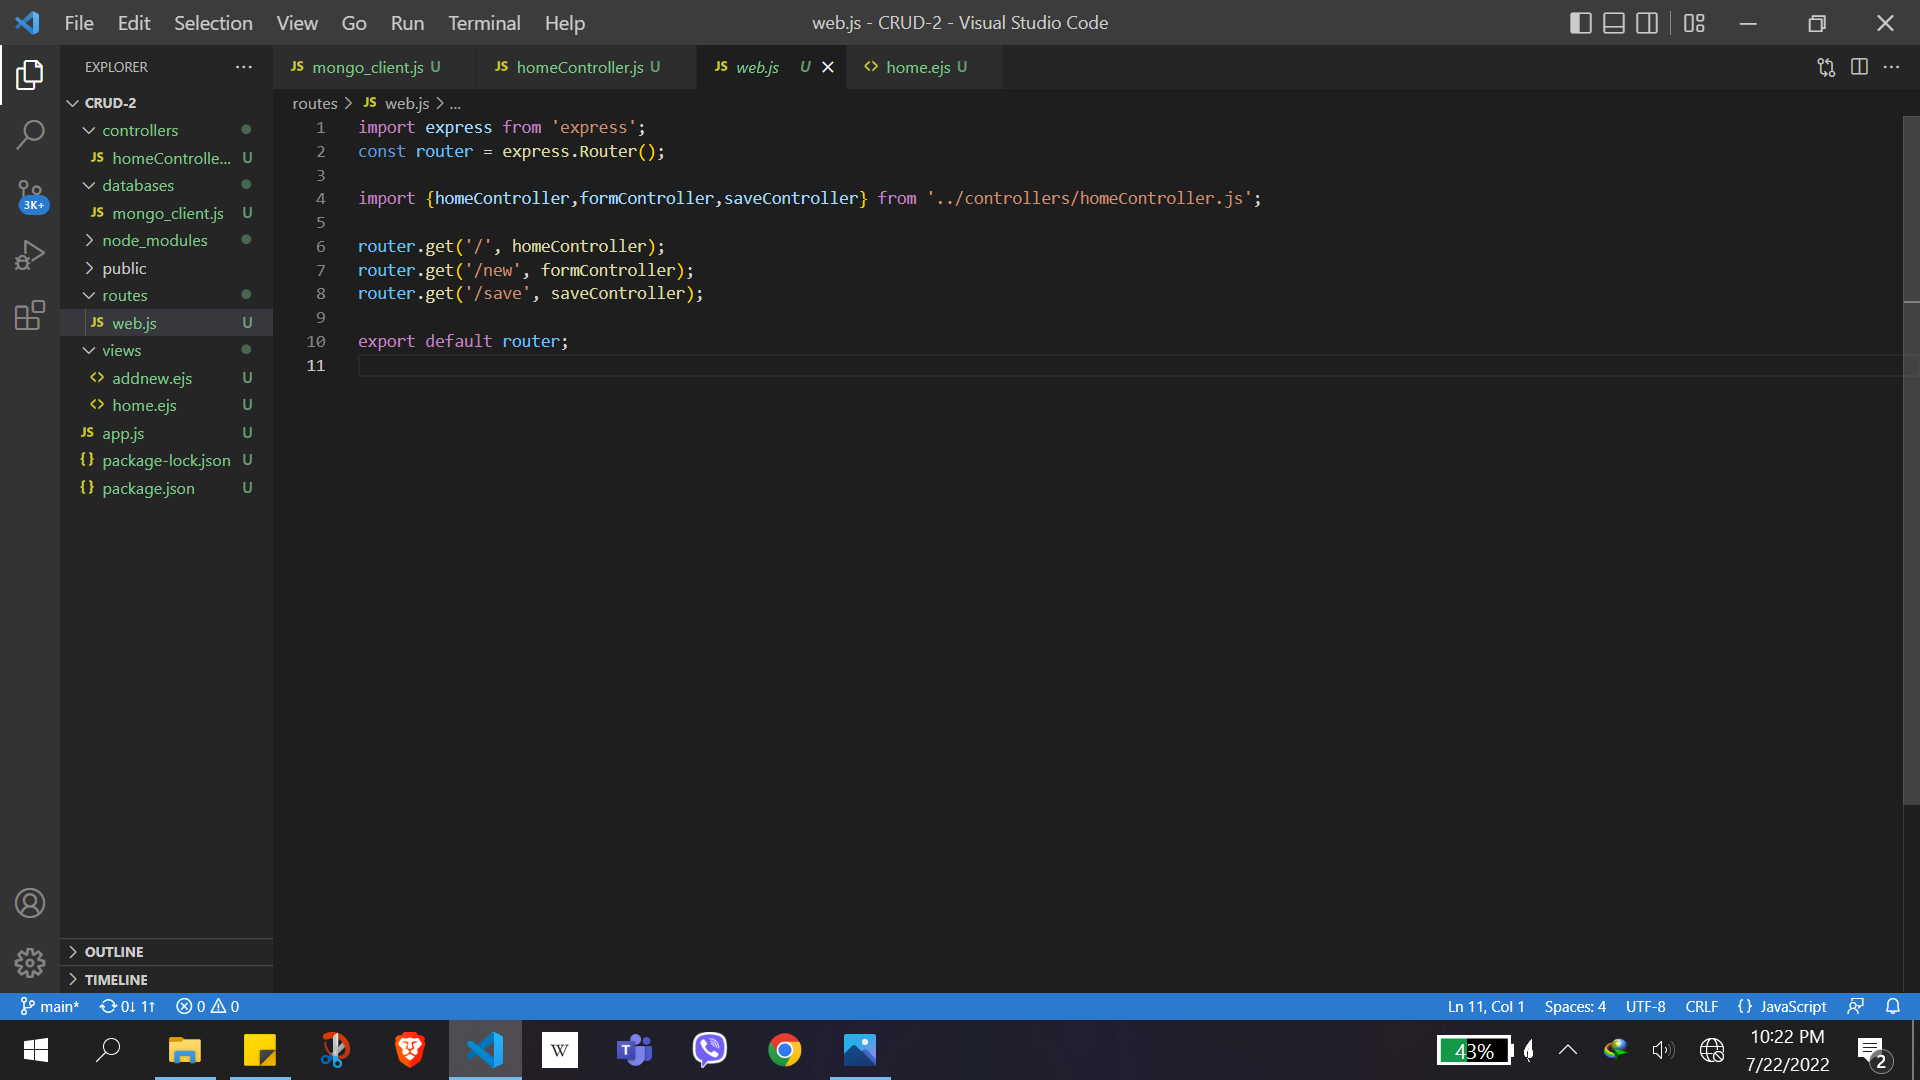 File Edit Selection View Go Run Terminal Help
web.js - CRUD-2 - Visual Studio Code
EXPLORER
CRUD-2
controllers
JS homeControlle... U
databases
JS mongo_client.js U
node_modules
public
routes
JS web.js U
views
addnew.ejs U
home.ejs U
JS app.js U
{} package-lock.json U
{} package.json U
OUTLINE
TIMELINE
3K+
JS mongo_client.js U
JS homeController.js U
JS web.js U
home.ejs U
routes > JS web.js > ...
1 import express from 'express';
2 const router = express.Router();
3
4 import {homeController,formController,saveController} from '../controllers/homeController.js';
5
6 router.get('/', homeController);
7 router.get('/new', formController);
8 router.get('/save', saveController);
9
10 export default router;
11
main* 0↓ 1↑ 0 0
Ln 11, Col 1 Spaces: 4 UTF-8 CRLF {} JavaScript
W
T
43%
10:22 PM
7/22/2022
2